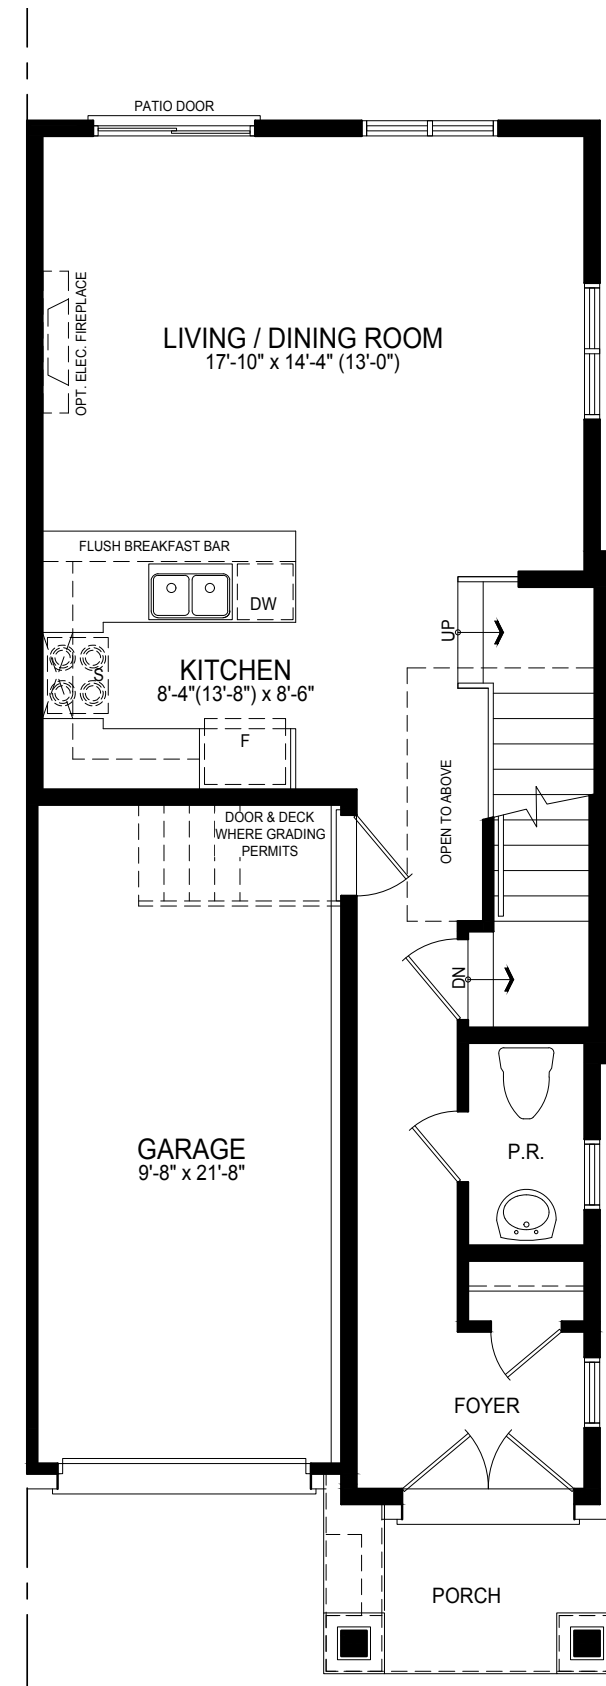 PATIO DOOR
OPT. ELEC. FIREPLACE
LIVING / DINING ROOM
17'-10" x 14'-4" (13'-0")
FLUSH BREAKFAST BAR
DW
UP
S
KITCHEN
8'-4"(13'-8") x 8'-6"
F
OPEN TO ABOVE
DOOR & DECK
WHERE GRADING
PERMITS
DN
GARAGE
9'-8" x 21'-8"
P.R.
FOYER
PORCH